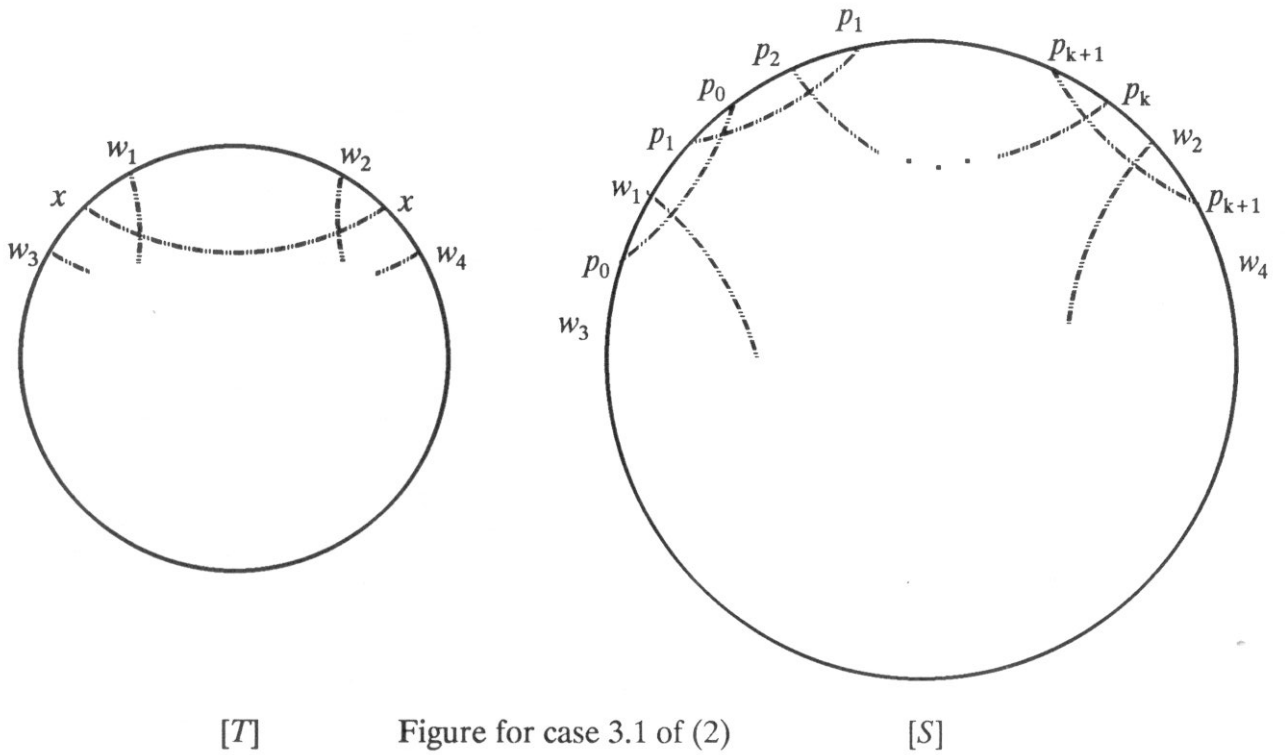 p₁
p₂ pₖ₊₁
p₀ pₖ
w₁ w₂ p₁ w₂
x x w₁ pₖ₊₁
w₃ w₄ p₀ w₄
w₃
[T] Figure for case 3.1 of (2) [S]